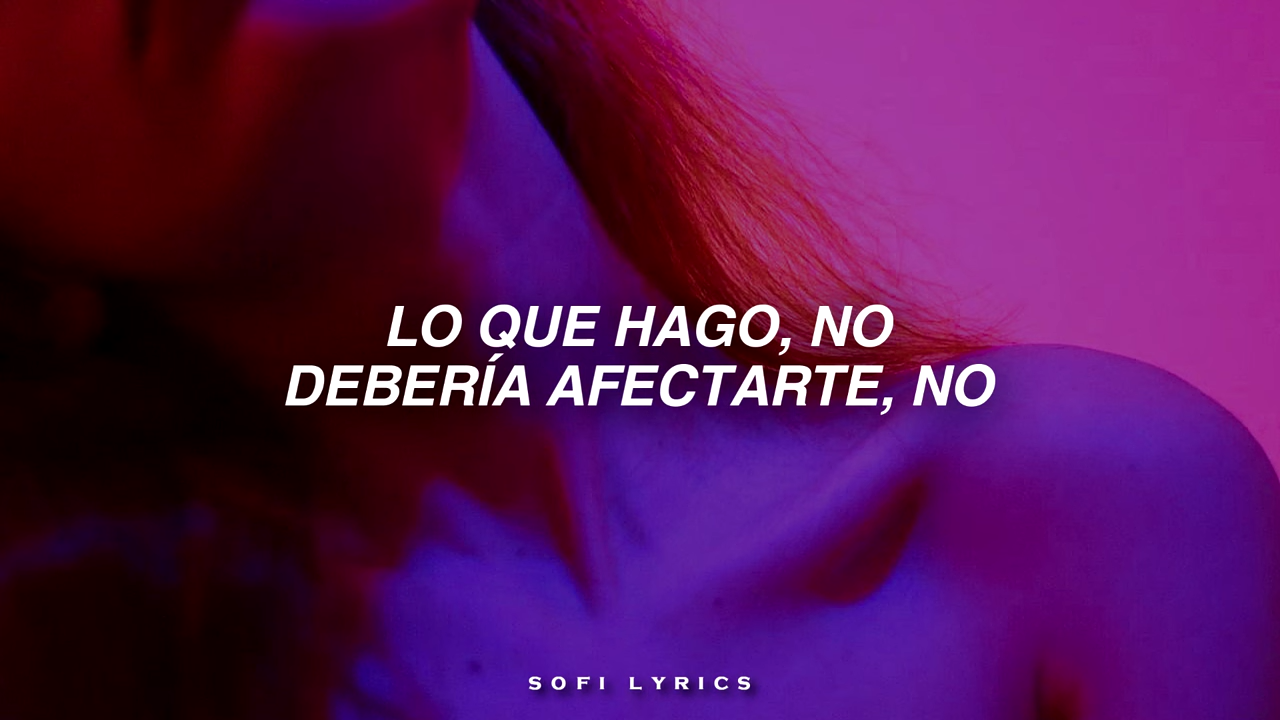 LO QUE HAGO, NO
DEBERÍA AFECTARTE, NO
SOFI LYRICS